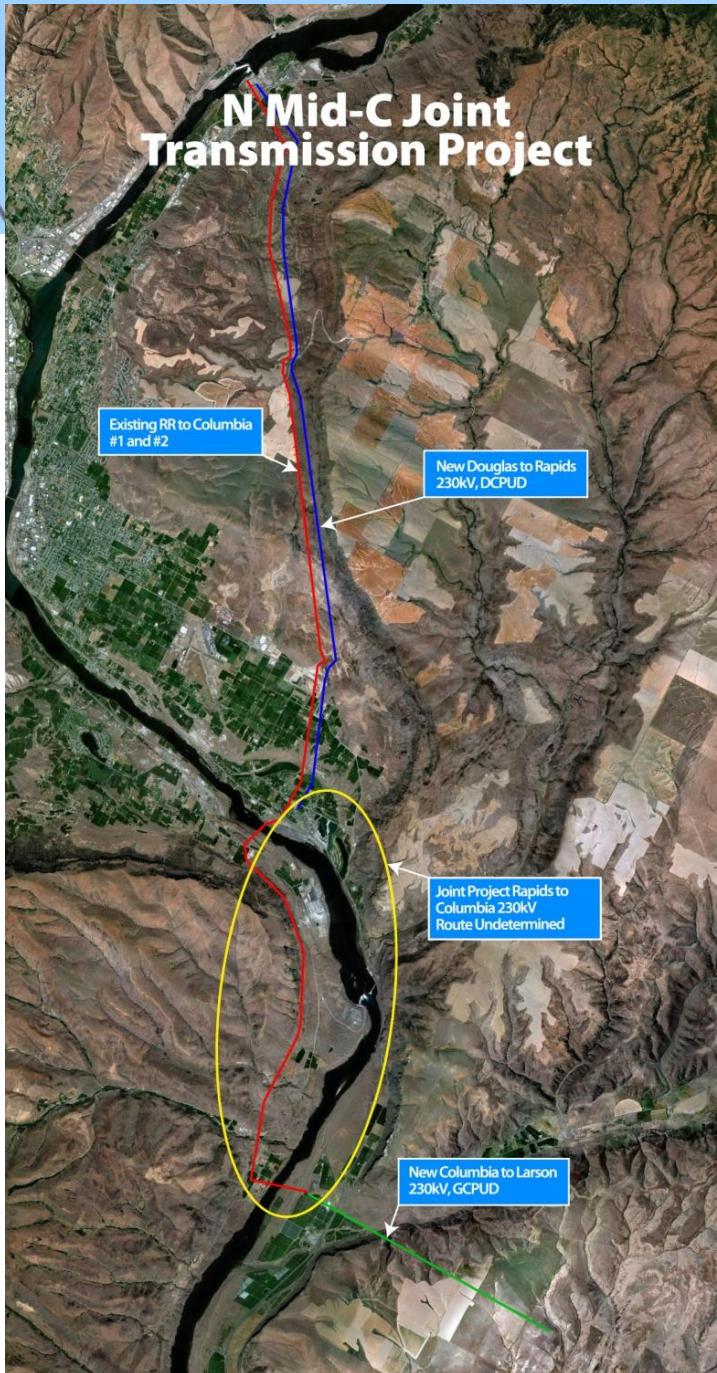 N Mid-C Joint
Transmission Project
Existing RR to Columbia
#1 and #2
New Douglas to Rapids
230kV, DCPUD
Joint Project Rapids to
Columbia 230kV
Route Undetermined
New Columbia to Larson
230kV, GCPUD